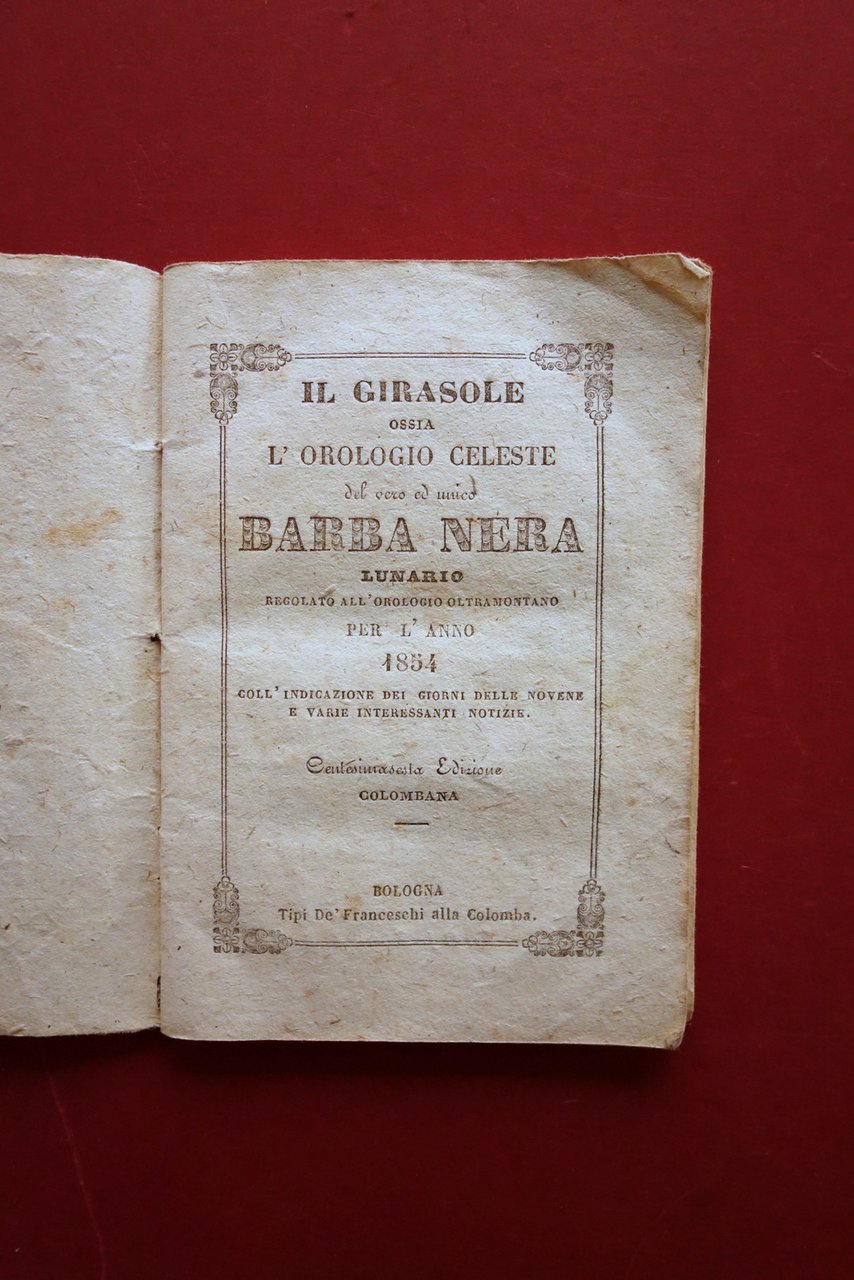 IL GIRASOLE
OSSIA
L' OROLOGIO CELESTE
del vero ed unico
BARBA NERA
LUNARIO
REGOLATO ALL'OROLOGIO OLTRAMONTANO
PER L' ANNO
1854
COLL' INDICAZIONE DEI GIORNI DELLE NOVENE
E VARIE INTERESSANTI NOTIZIE.
Centesimasesta Edizione
COLOMBANA
BOLOGNA
Tipi De' Franceschi alla Colomba.